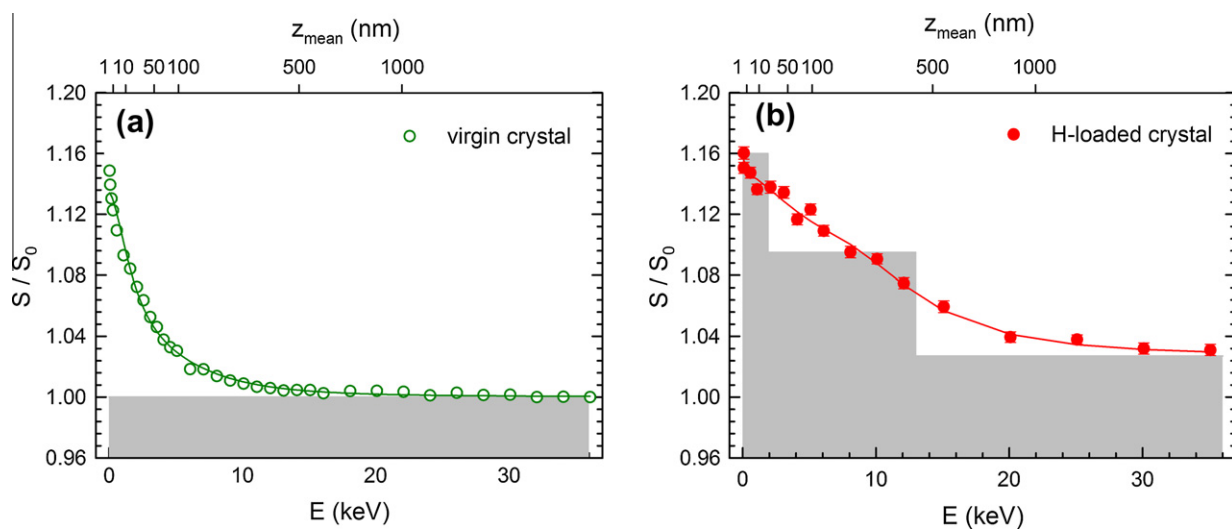 z_mean (nm)
1 10 50 100 500 1000
1.20
(a)
virgin crystal
1.16
1.12
S / S_0
1.08
1.04
1.00
0.96
0 10 20 30
E (keV)
z_mean (nm)
1 10 50 100 500 1000
1.20
(b)
H-loaded crystal
1.16
1.12
S / S_0
1.08
1.04
1.00
0.96
0 10 20 30
E (keV)